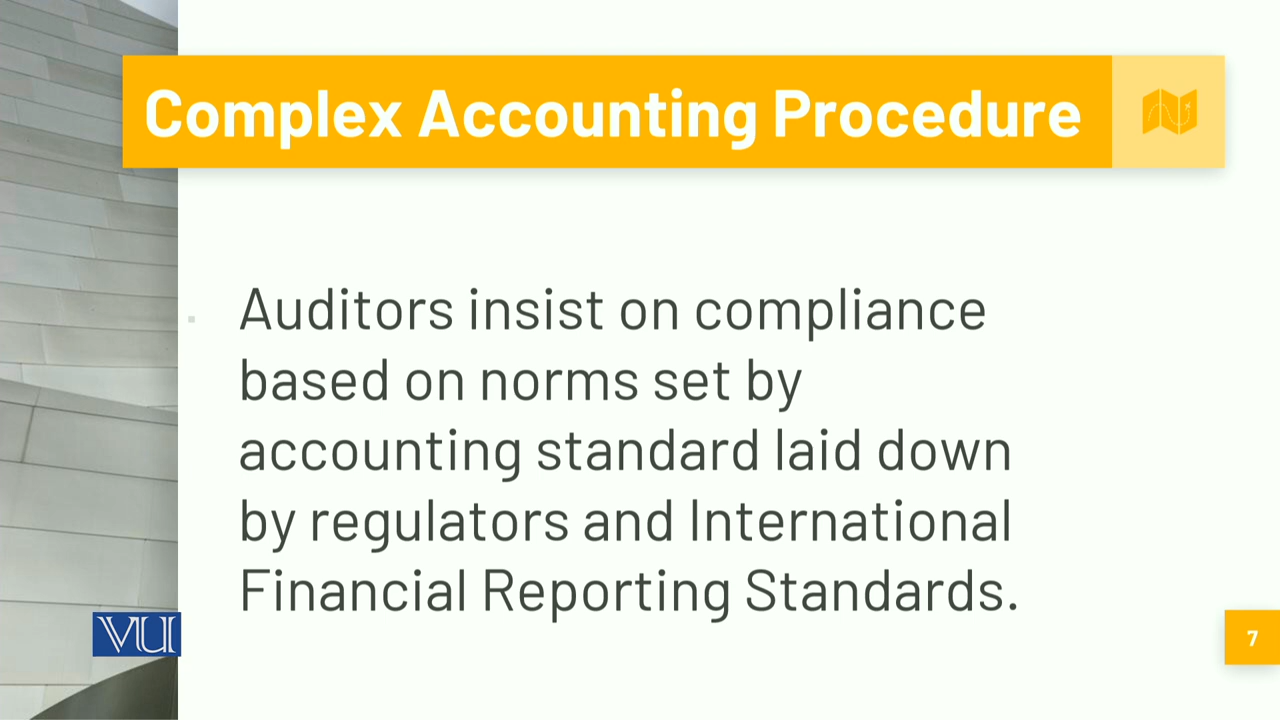 Complex Accounting Procedure
Auditors insist on compliance
based on norms set by
accounting standard laid down
by regulators and International
Financial Reporting Standards.
VU
7